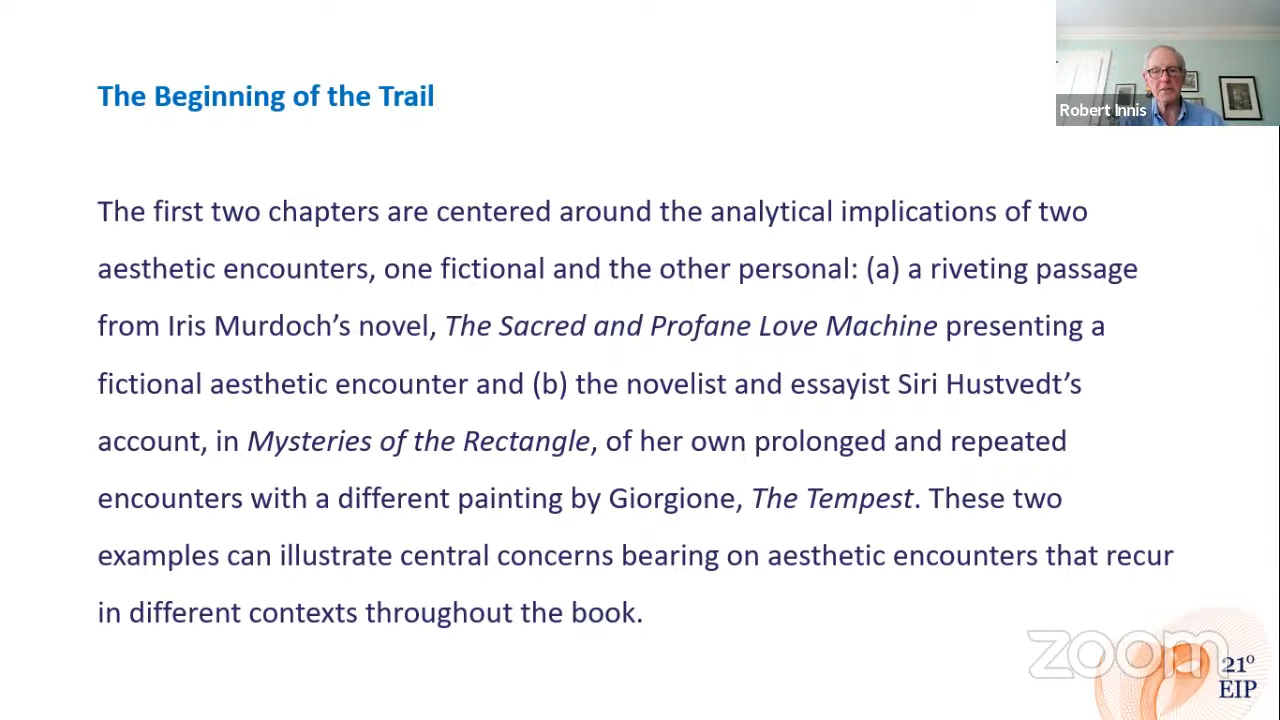 The Beginning of the Trail
Robert Innis
The first two chapters are centered around the analytical implications of two
aesthetic encounters, one fictional and the other personal: (a) a riveting passage
from Iris Murdoch’s novel, The Sacred and Profane Love Machine presenting a
fictional aesthetic encounter and (b) the novelist and essayist Siri Hustvedt’s
account, in Mysteries of the Rectangle, of her own prolonged and repeated
encounters with a different painting by Giorgione, The Tempest. These two
examples can illustrate central concerns bearing on aesthetic encounters that recur
in different contexts throughout the book.
zoom
21º
EIP